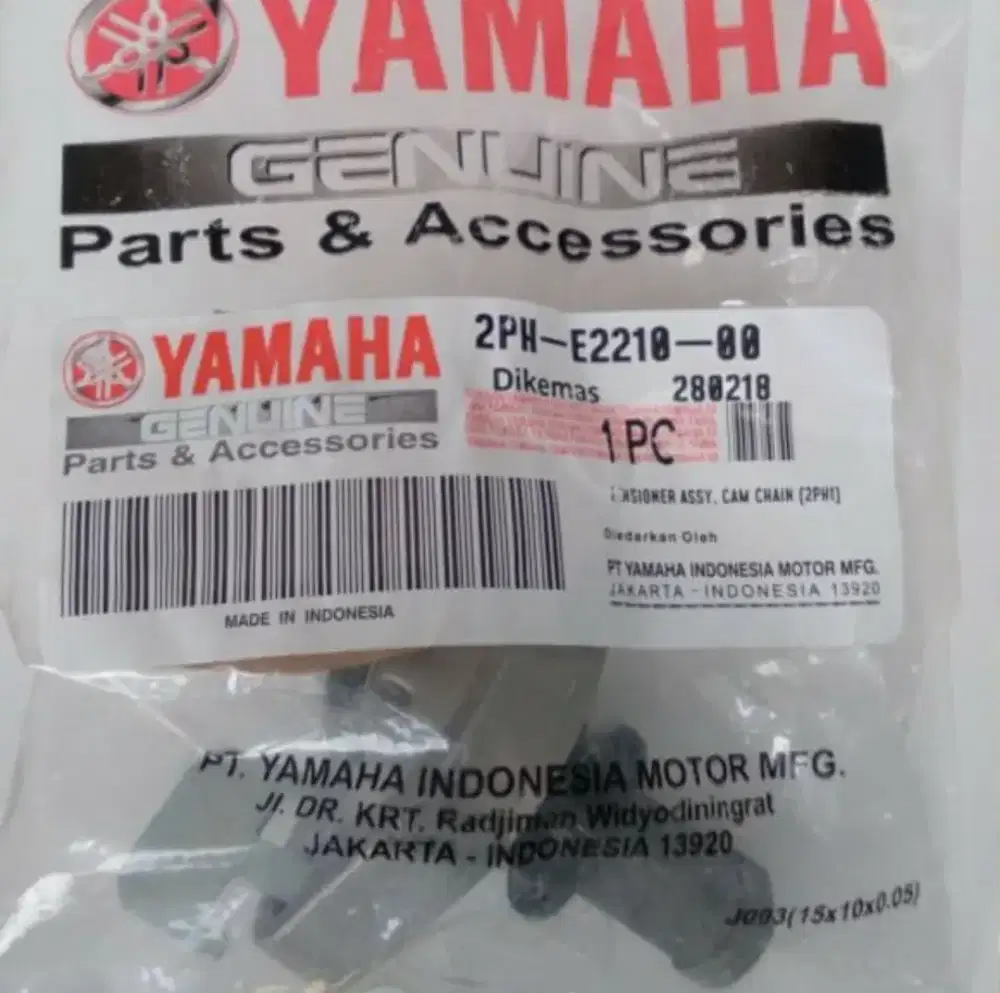 YAMAHA
GENUINE
Parts & Accessories
YAMAHA
GENUINE
Parts & Accessories
2PH-E2210-00
Dikemas 280218
1 PC
ASSY, CAM CHAIN (2PH1)
Diedarkan Oleh
PT YAMAHA INDONESIA MOTOR MFG.
JAKARTA - INDONESIA 13920
MADE IN INDONESIA
PT. YAMAHA INDONESIA MOTOR MFG.
Jl. DR. KRT. Radjiman Widyodiningrat
JAKARTA - INDONESIA 13920
J003(15x10x0.05)